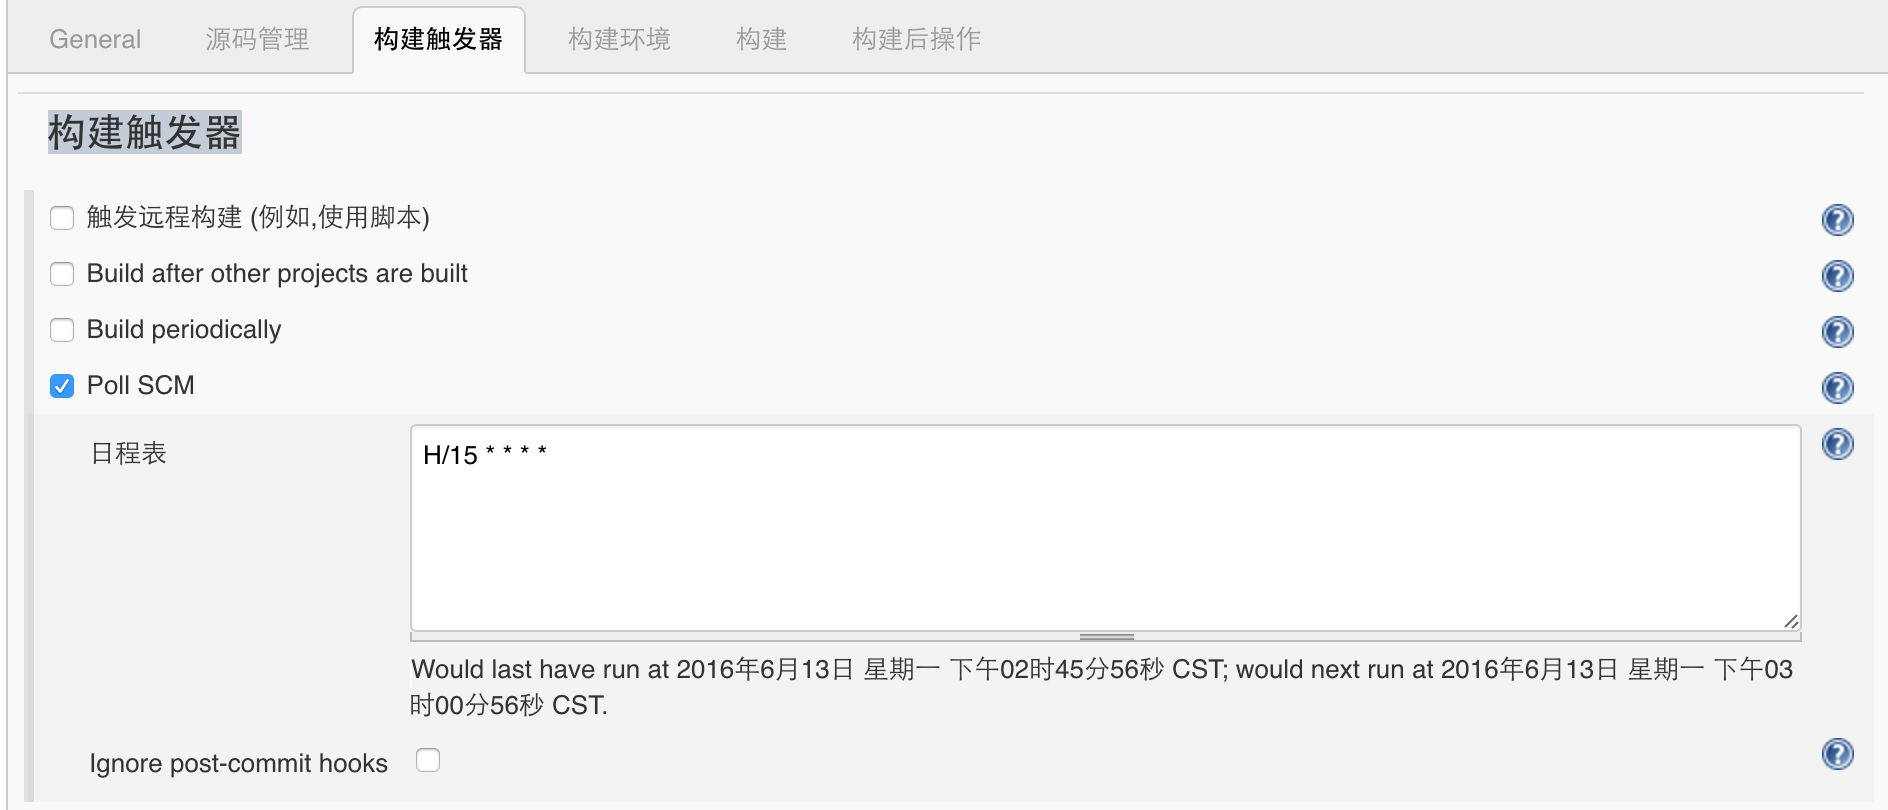 General 源码管理 构建触发器 构建环境 构建 构建后操作
构建触发器
触发远程构建 (例如,使用脚本)
Build after other projects are built
Build periodically
Poll SCM
日程表
H/15 * * * *
Would last have run at 2016年6月13日 星期一 下午02时45分56秒 CST; would next run at 2016年6月13日 星期一 下午03
时00分56秒 CST.
Ignore post-commit hooks